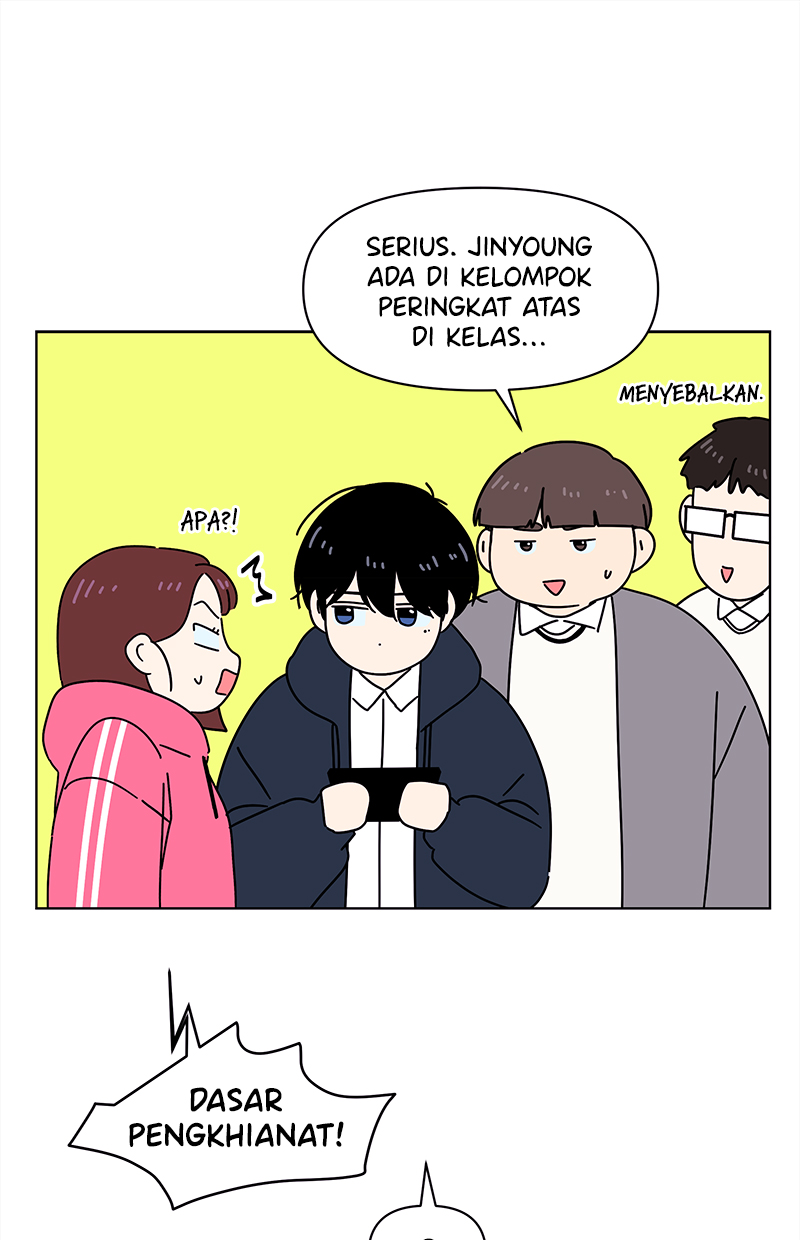 SERIUS. JINYOUNG
ADA DI KELOMPOK
PERINGKAT ATAS
DI KELAS...
MENYEBALKAN.
APA?!
DASAR
PENGKHIANAT!